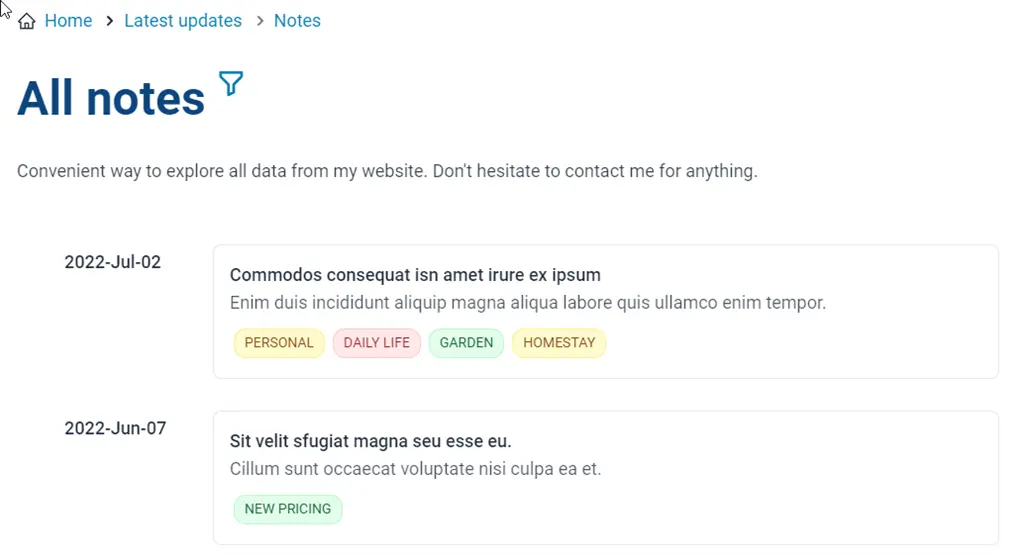 Home > Latest updates > Notes
All notes
Convenient way to explore all data from my website. Don't hesitate to contact me for anything.
2022-Jul-02
Commodos consequat isn amet irure ex ipsum
Enim duis incididunt aliquip magna aliqua labore quis ullamco enim tempor.
PERSONAL DAILY LIFE GARDEN HOMESTAY
2022-Jun-07
Sit velit sfugiat magna seu esse eu.
Cillum sunt occaecat voluptate nisi culpa ea et.
NEW PRICING